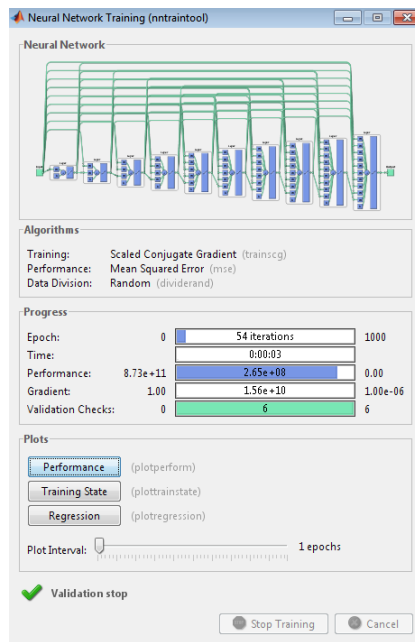 Neural Network Training (nntraintool)
Neural Network
Algorithms
Training: Scaled Conjugate Gradient (trainscg)
Performance: Mean Squared Error (mse)
Data Division: Random (dividerand)
Progress
Epoch: 0 54 iterations 1000
Time: 0:00:03
Performance: 8.73e+11 2.65e+08 0.00
Gradient: 1.00 1.56e+10 1.00e-06
Validation Checks: 0 6 6
Plots
Performance (plotperform)
Training State (plottrainstate)
Regression (plotregression)
Plot Interval: 1 epochs
Validation stop
Stop Training Cancel